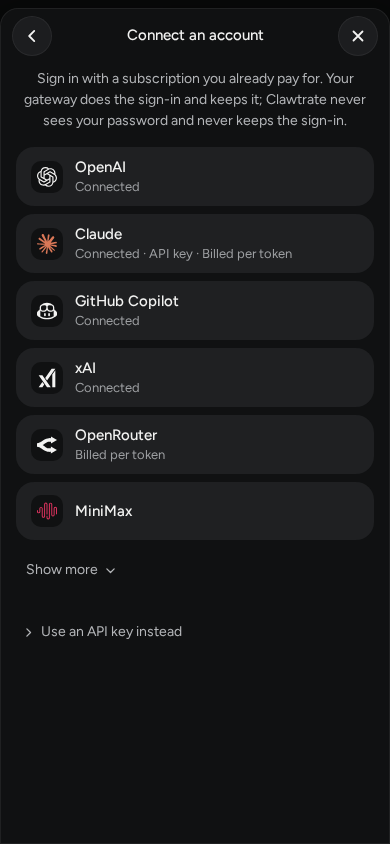 Connect an account
Sign in with a subscription you already pay for. Your
gateway does the sign-in and keeps it; Clawtrate never
sees your password and never keeps the sign-in.
OpenAI
Connected
Claude
Connected · API key · Billed per token
GitHub Copilot
Connected
xAI
Connected
OpenRouter
Billed per token
MiniMax
Show more
Use an API key instead